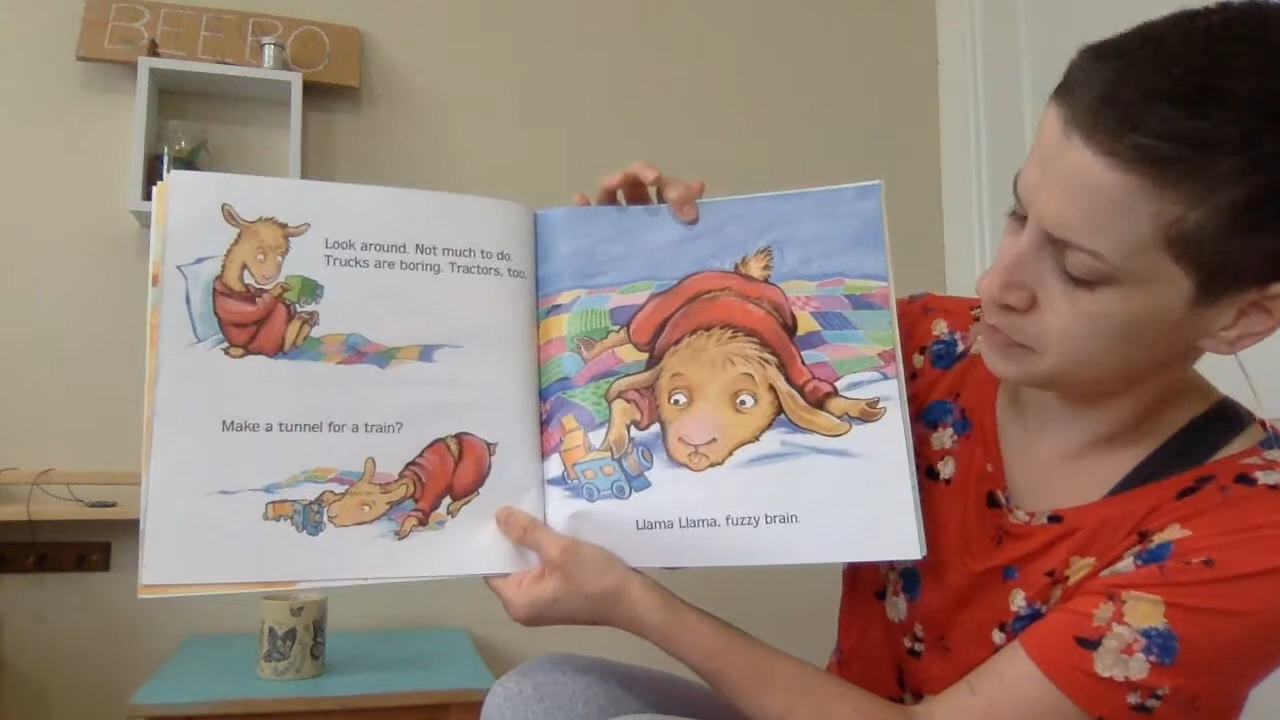 BEEBO
Look around. Not much to do.
Trucks are boring. Tractors, too.
Make a tunnel for a train?
Llama Llama, fuzzy brain.